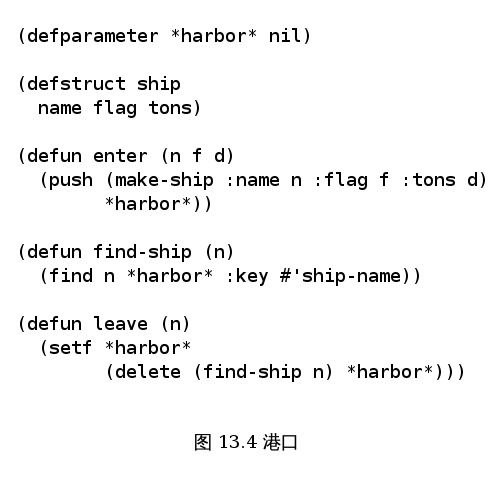 (defparameter *harbor* nil)
(defstruct ship
  name flag tons)
(defun enter (n f d)
  (push (make-ship :name n :flag f :tons d)
        *harbor*))
(defun find-ship (n)
  (find n *harbor* :key #'ship-name))
(defun leave (n)
  (setf *harbor*
        (delete (find-ship n) *harbor*)))
图 13.4 港口